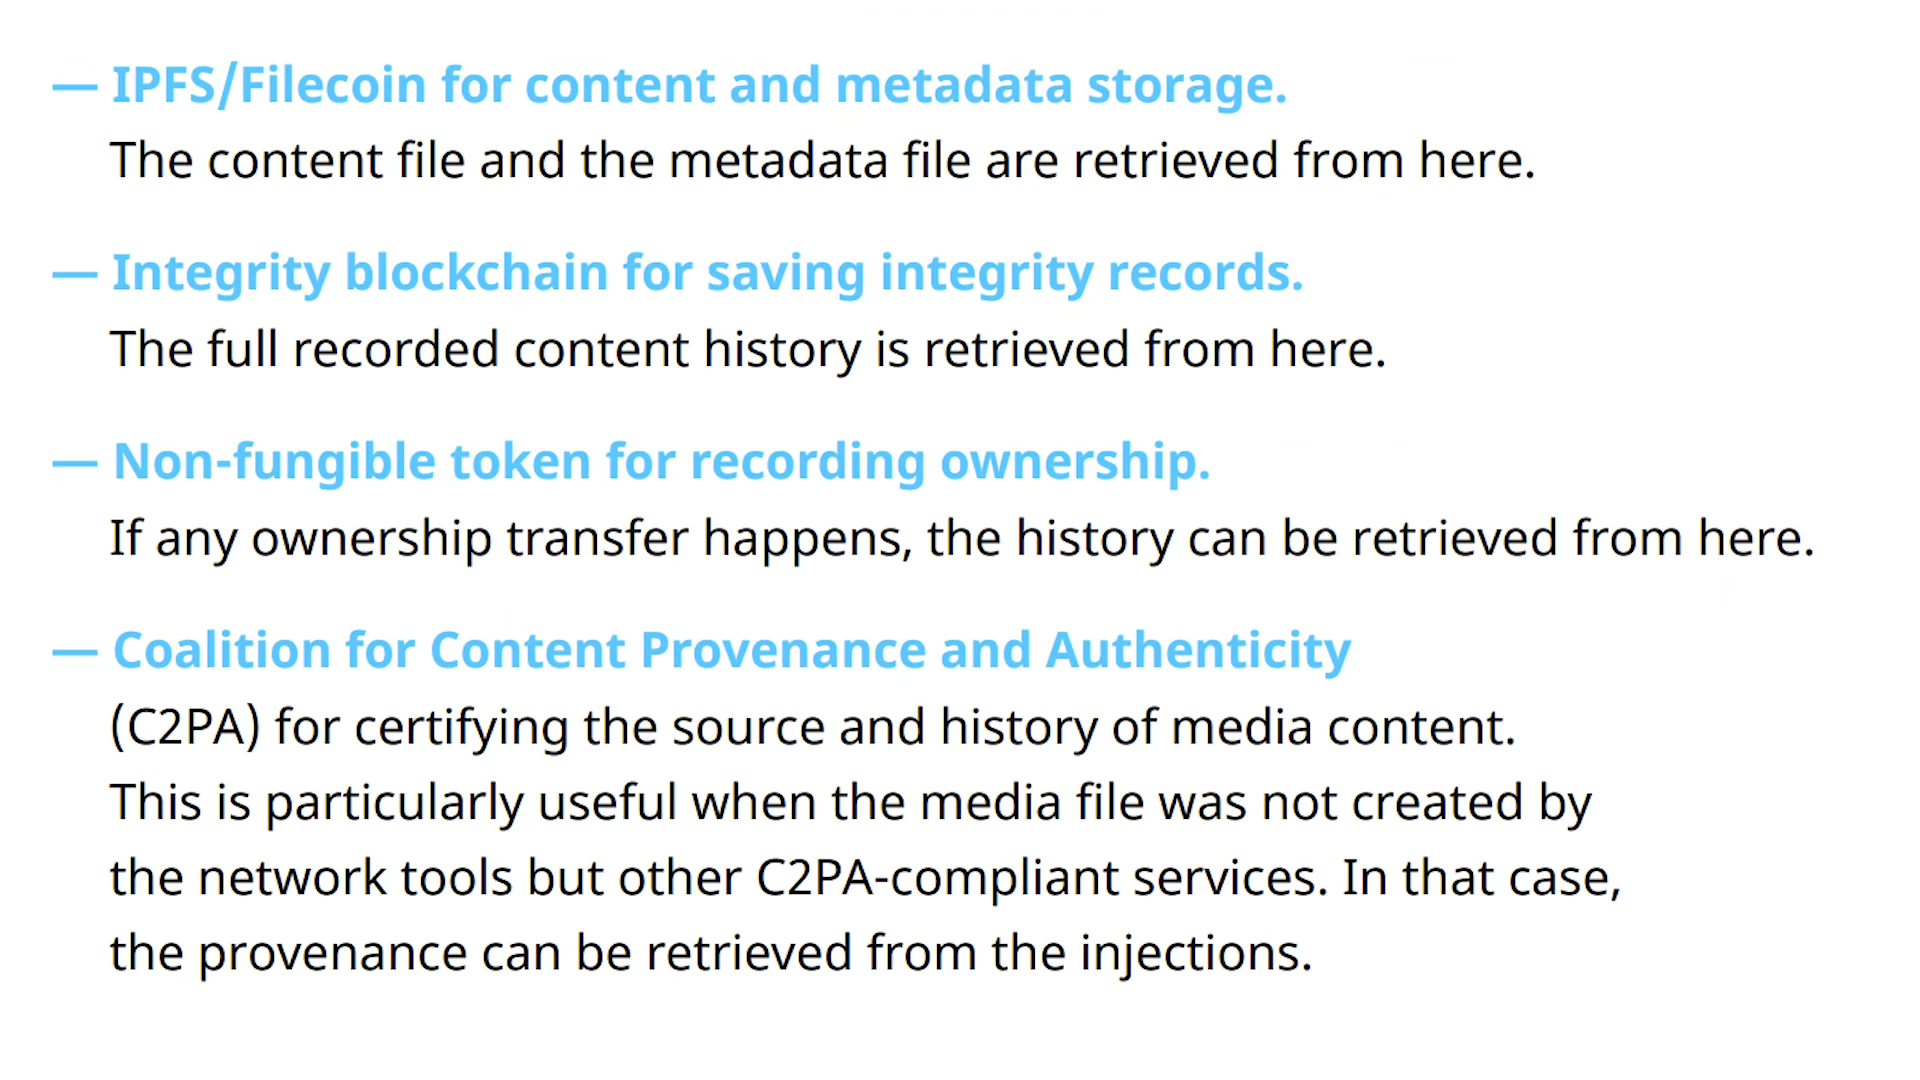 — IPFS/Filecoin for content and metadata storage.
The content file and the metadata file are retrieved from here.
— Integrity blockchain for saving integrity records.
The full recorded content history is retrieved from here.
— Non-fungible token for recording ownership.
If any ownership transfer happens, the history can be retrieved from here.
— Coalition for Content Provenance and Authenticity
(C2PA) for certifying the source and history of media content.
This is particularly useful when the media file was not created by
the network tools but other C2PA-compliant services. In that case,
the provenance can be retrieved from the injections.